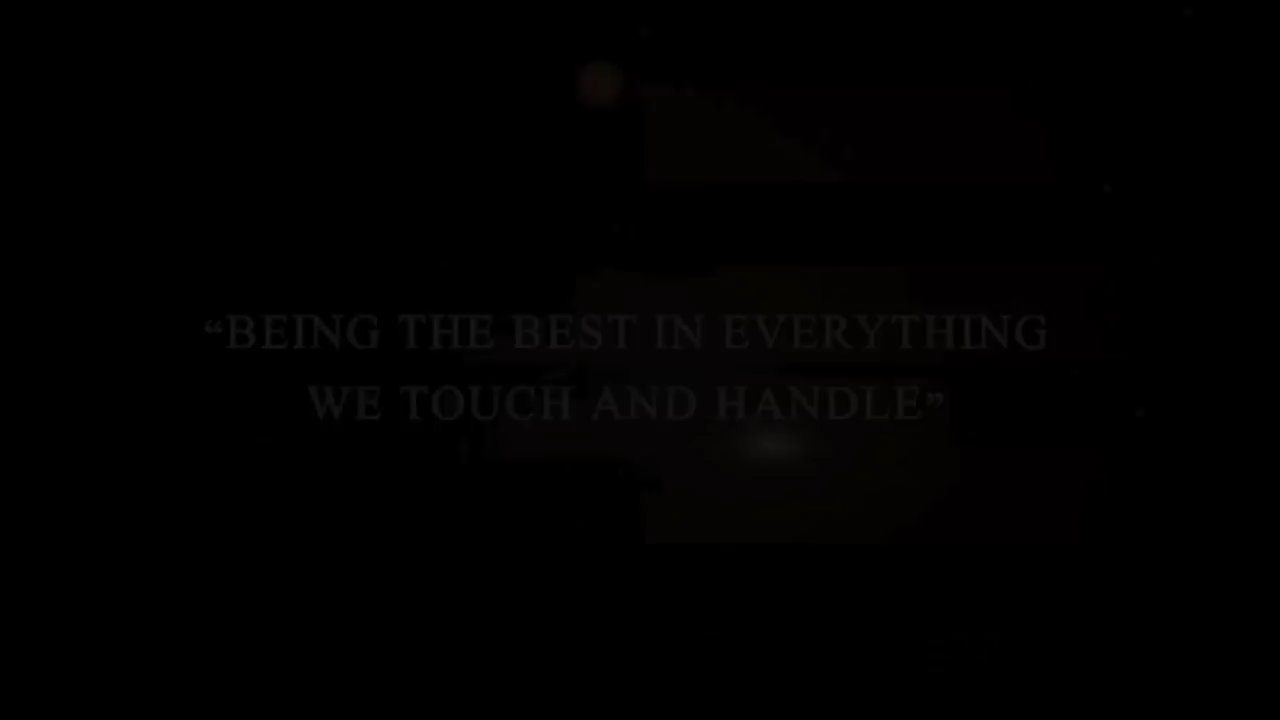 “BEING THE BEST IN EVERYTHING
WE TOUCH AND HANDLE”